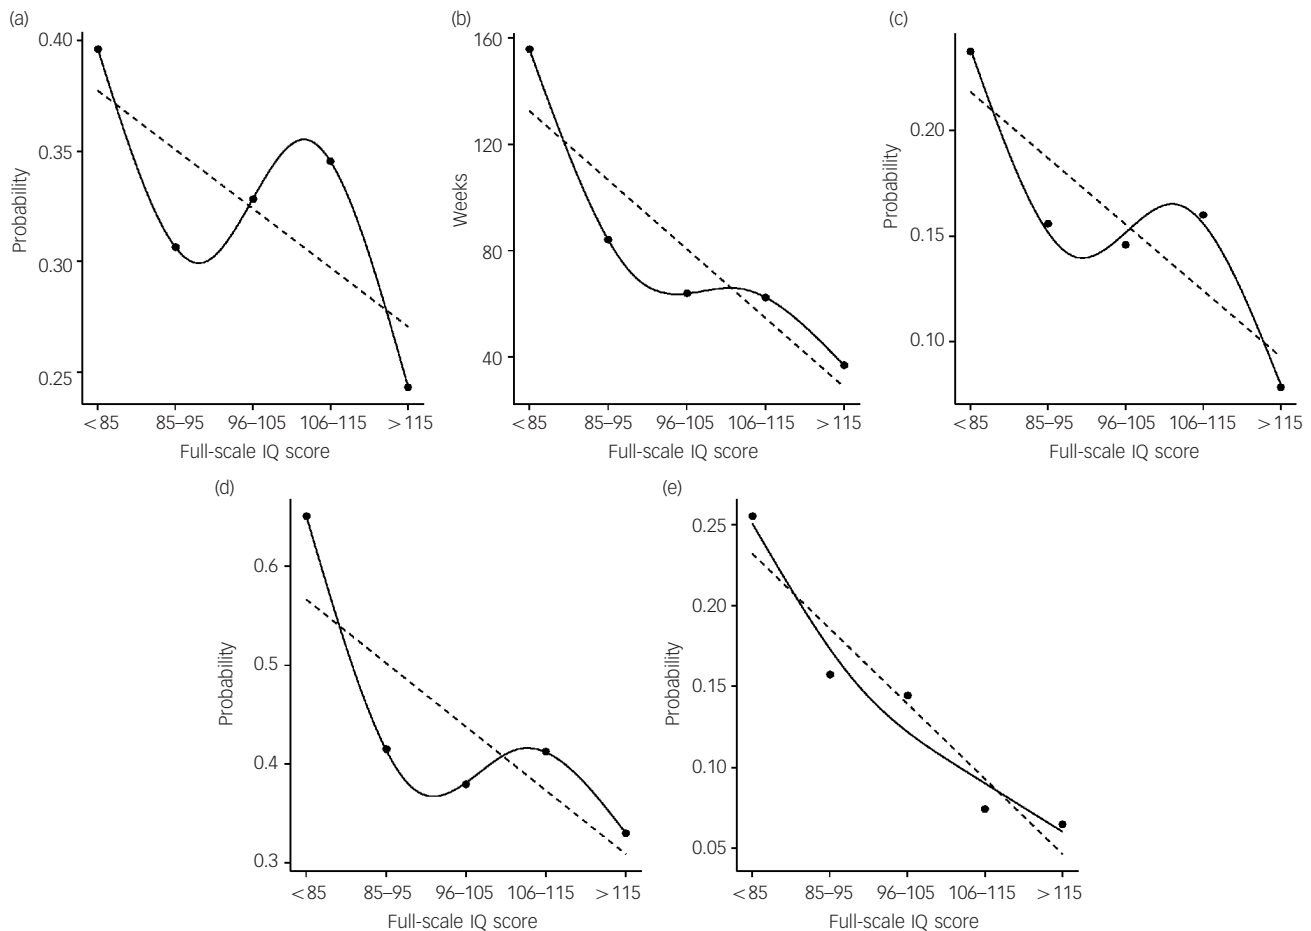 (a)
0.40
0.35
0.30
0.25
Probability
<85 85–95 96–105 106–115 >115
Full-scale IQ score
(b)
160
120
80
40
Weeks
<85 85–95 96–105 106–115 >115
Full-scale IQ score
(c)
0.20
0.15
0.10
Probability
<85 85–95 96–105 106–115 >115
Full-scale IQ score
(d)
0.6
0.5
0.4
0.3
Probability
<85 85–95 96–105 106–115 >115
Full-scale IQ score
(e)
0.25
0.20
0.15
0.10
0.05
Probability
<85 85–95 96–105 106–115 >115
Full-scale IQ score